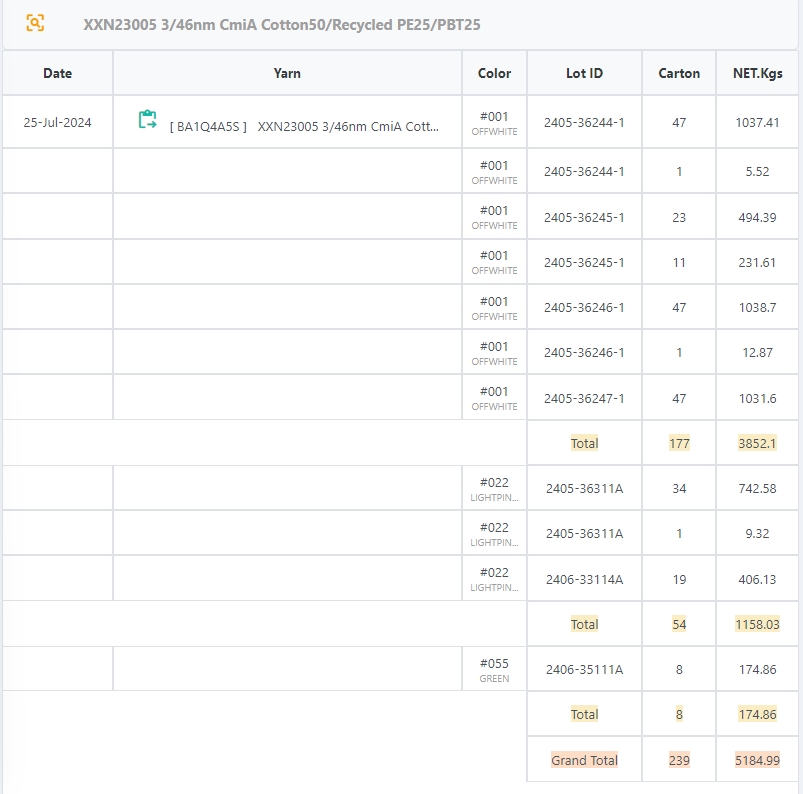 XXN23005 3/46nm CmiA Cotton50/Recycled PE25/PBT25
Date Yarn Color Lot ID Carton NET.Kgs
25-Jul-2024 [ BA1Q4A5S ] XXN23005 3/46nm CmiA Cott... #001 2405-36244-1 47 1037.41
OFFWHITE
#001 2405-36244-1 1 5.52
OFFWHITE
#001 2405-36245-1 23 494.39
OFFWHITE
#001 2405-36245-1 11 231.61
OFFWHITE
#001 2405-36246-1 47 1038.7
OFFWHITE
#001 2405-36246-1 1 12.87
OFFWHITE
#001 2405-36247-1 47 1031.6
OFFWHITE
Total 177 3852.1
#022 2405-36311A 34 742.58
LIGHTPIN...
#022 2405-36311A 1 9.32
LIGHTPIN...
#022 2406-33114A 19 406.13
LIGHTPIN...
Total 54 1158.03
#055 2406-35111A 8 174.86
GREEN
Total 8 174.86
Grand Total 239 5184.99